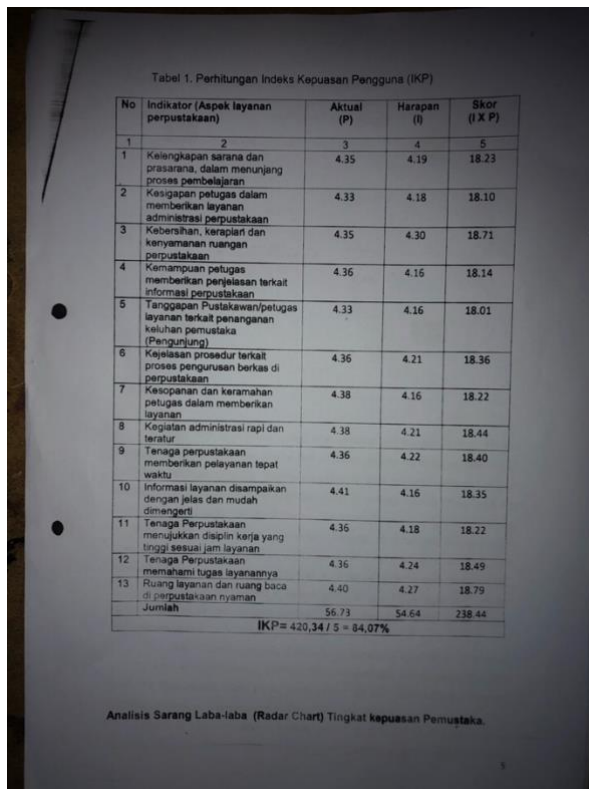 Tabel 1. Perhitungan Indeks Kepuasan Pengguna (IKP)
No Indikator (Aspek layanan perpustakaan) Aktual (P) Harapan (I) Skor (I X P)
1 2 3 4 5
1 Kelengkapan sarana dan prasarana, dalam menunjang proses pembelajaran 4.35 4.19 18.23
2 Kesigapan petugas dalam memberikan layanan administrasi perpustakaan 4.33 4.18 18.10
3 Kebersihan, kerapian dan kenyamanan ruangan perpustakaan 4.35 4.30 18.71
4 Kemampuan petugas memberikan penjelasan terkait informasi perpustakaan 4.36 4.16 18.14
5 Tanggapan Pustakawan/petugas layanan terkait penanganan keluhan pemustaka (Pengunjung) 4.33 4.16 18.01
6 Kejelasan prosedur terkait proses pengurusan berkas di perpustakaan 4.36 4.21 18.36
7 Kesopanan dan keramahan petugas dalam memberikan layanan 4.38 4.16 18.22
8 Kegiatan administrasi rapi dan teratur 4.38 4.21 18.44
9 Tenaga perpustakaan memberikan pelayanan tepat waktu 4.36 4.22 18.40
10 Informasi layanan disampaikan dengan jelas dan mudah dimengerti 4.41 4.16 18.35
11 Tenaga Perpustakaan menujukkan disiplin kerja yang tinggi sesuai jam layanan 4.36 4.18 18.22
12 Tenaga Perpustakaan memahami tugas layanannya 4.36 4.24 18.49
13 Ruang layanan dan ruang baca di perpustakaan nyaman 4.40 4.27 18.79
Jumlah 56.73 54.64 238.44
IKP= 420,34 / 5 = 84,07%
Analisis Sarang Laba-laba (Radar Chart) Tingkat kepuasan Pemustaka.
5